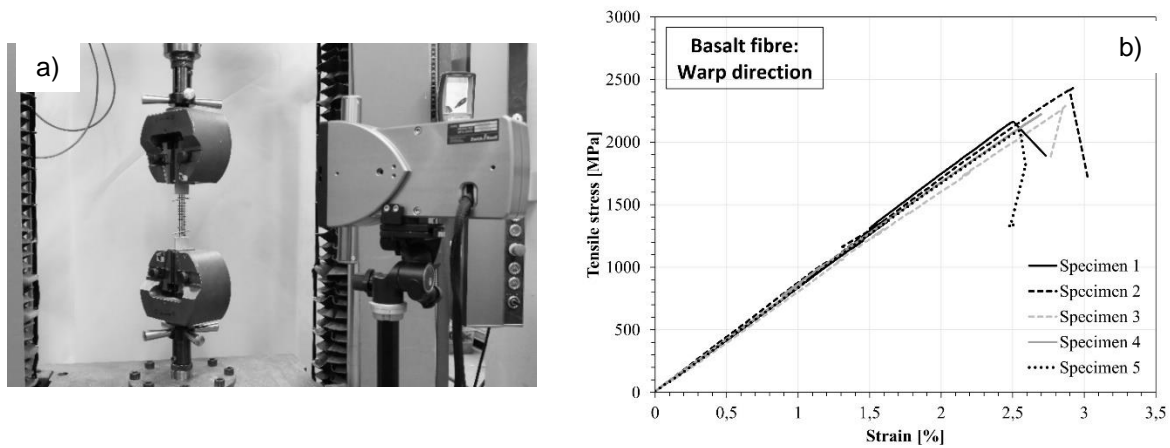 a)
b)
Basalt fibre:
Warp direction
Tensile stress [MPa]
3000
2500
2000
1500
1000
500
0
Specimen 1
Specimen 2
Specimen 3
Specimen 4
Specimen 5
0 0,5 1 1,5 2 2,5 3 3,5
Strain [%]